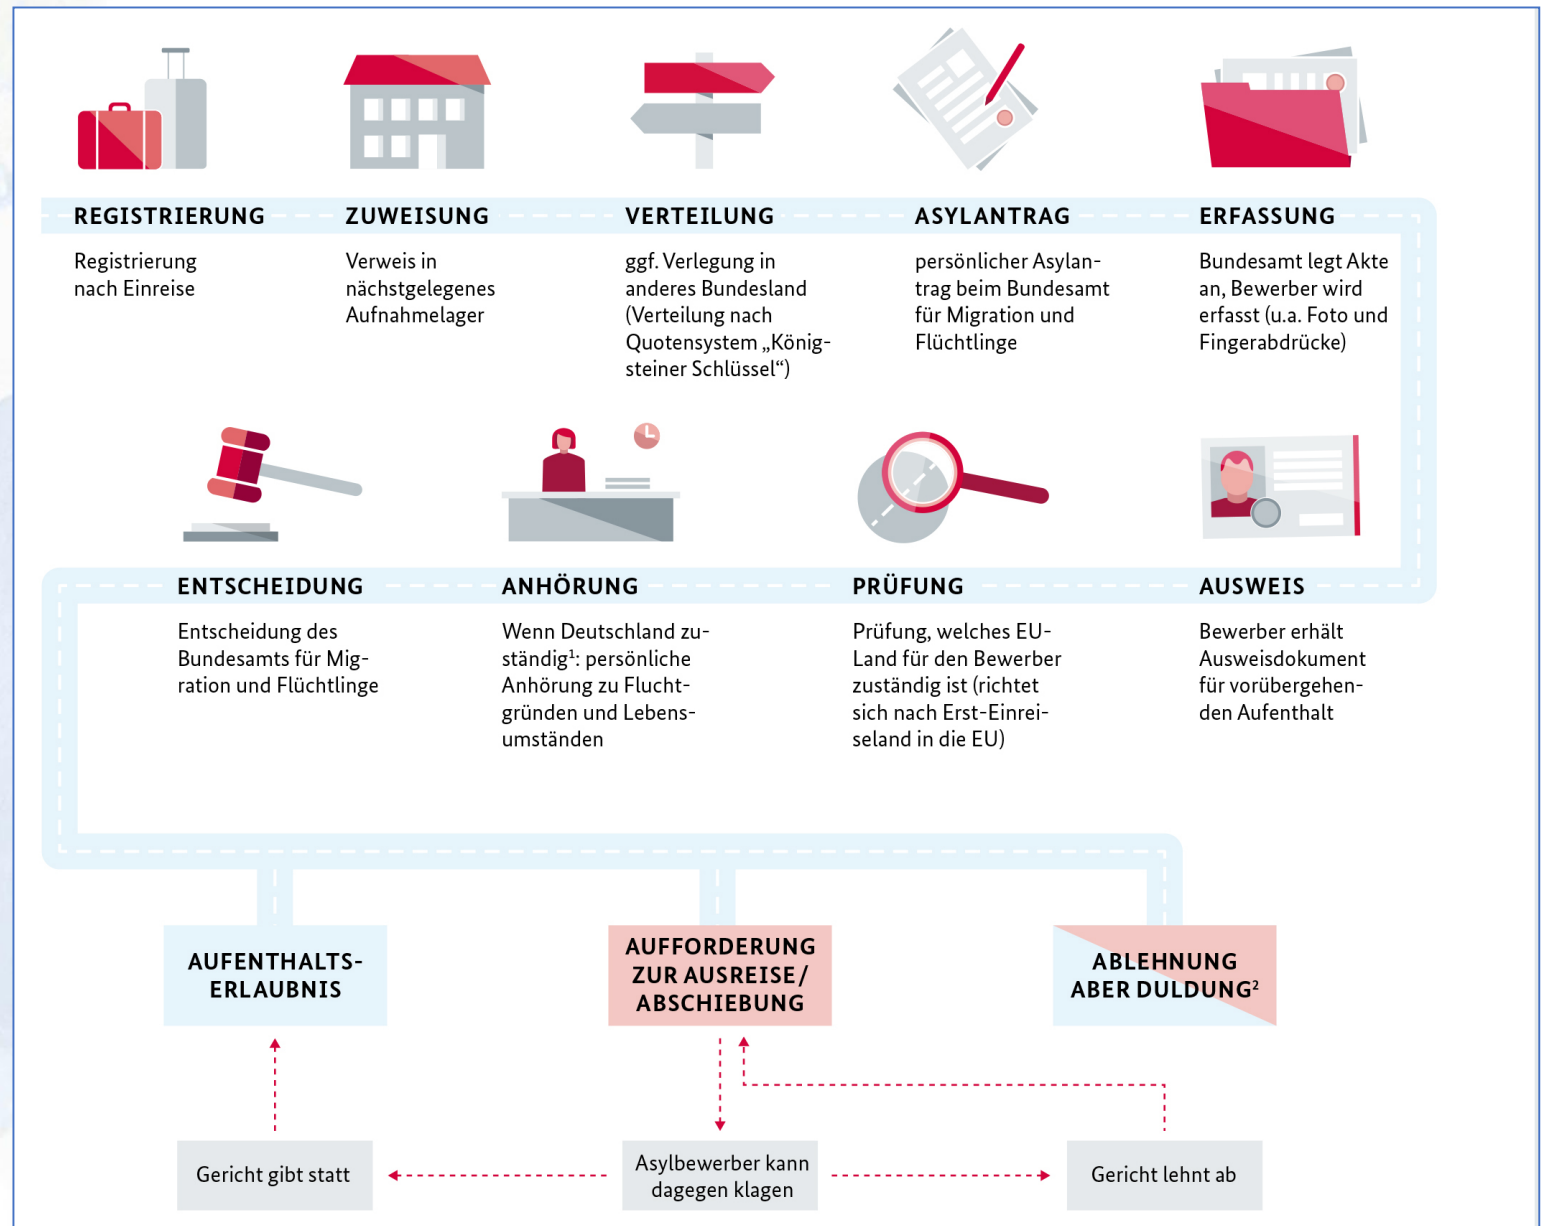 REGISTRIERUNG
Registrierung
nach Einreise
ZUWEISUNG
Verweis in
nächstgelegenes
Aufnahmelager
VERTEILUNG
ggf. Verlegung in
anderes Bundesland
(Verteilung nach
Quotensystem „König-
steiner Schlüssel“)
ASYLANTRAG
persönlicher Asylan-
trag beim Bundesamt
für Migration und
Flüchtlinge
ERFASSUNG
Bundesamt legt Akte
an, Bewerber wird
erfasst (u.a. Foto und
Fingerabdrücke)
AUSWEIS
Bewerber erhält
Ausweisdokument
für vorübergehen-
den Aufenthalt
PRÜFUNG
Prüfung, welches EU-
Land für den Bewerber
zuständig ist (richtet
sich nach Erst-Einrei-
seland in die EU)
ANHÖRUNG
Wenn Deutschland zu-
ständig¹: persönliche
Anhörung zu Flucht-
gründen und Lebens-
umständen
ENTSCHEIDUNG
Entscheidung des
Bundesamts für Mig-
ration und Flüchtlinge
AUFENTHALTS-
ERLAUBNIS
AUFFORDERUNG
ZUR AUSREISE/
ABSCHIEBUNG
ABLEHNUNG
ABER DULDUNG²
Gericht gibt statt
Asylbewerber kann
dagegen klagen
Gericht lehnt ab